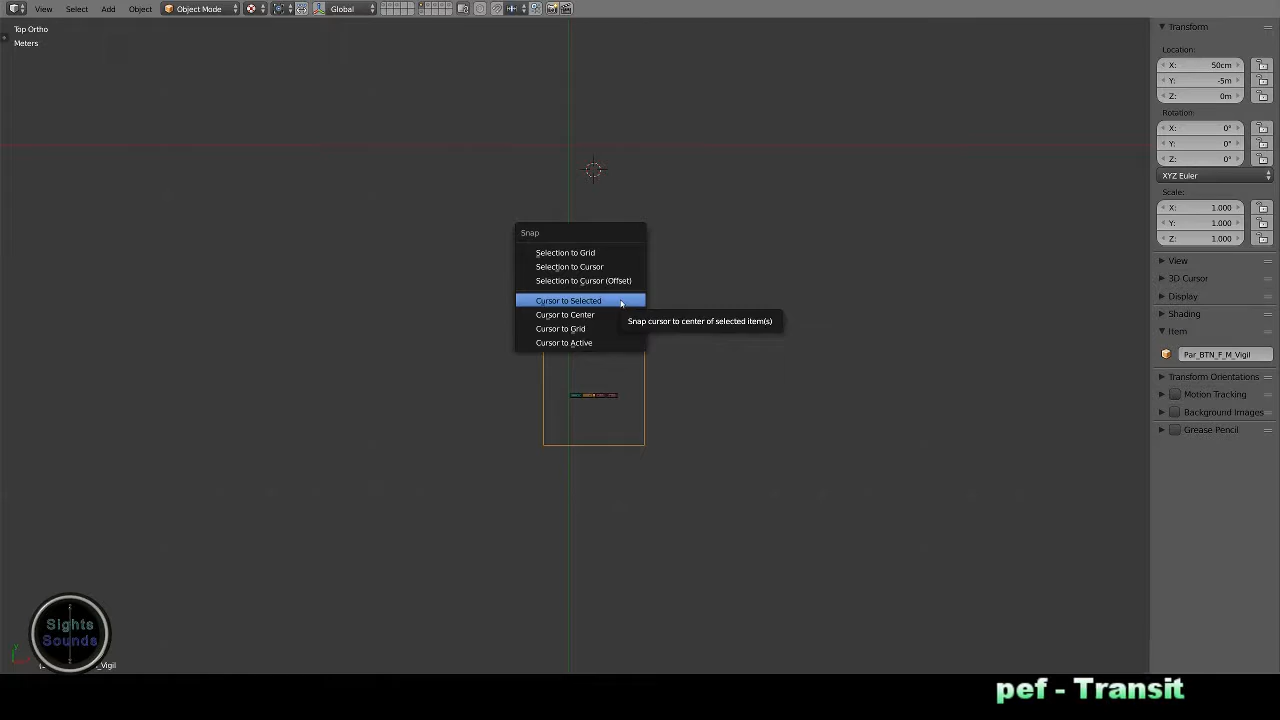 View Select Add Object Object Mode Global
Top Ortho
Meters
Transform
Location:
X: 50cm
Y: -5m
Z: 0m
Rotation:
X: 0°
Y: 0°
Z: 0°
XYZ Euler
Scale:
X: 1.000
Y: 1.000
Z: 1.000
View
3D Cursor
Display
Shading
Item
Par_BTN_F_M_Vigil
Transform Orientations
Motion Tracking
Background Images
Grease Pencil
Snap
Selection to Grid
Selection to Cursor
Selection to Cursor (Offset)
Cursor to Selected
Cursor to Center
Cursor to Grid
Cursor to Active
Snap cursor to center of selected item(s)
Sights
Sounds
_Vigil
pef - Transit